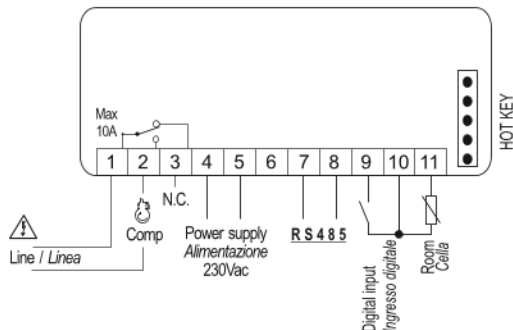 Max
10A
1 2 3 4 5 6 7 8 9 10 11
HOT KEY
N.C.
Comp
Line / Linea
Power supply
Alimentazione
230Vac
RS485
Digital input
Ingresso digitale
Room
Cella